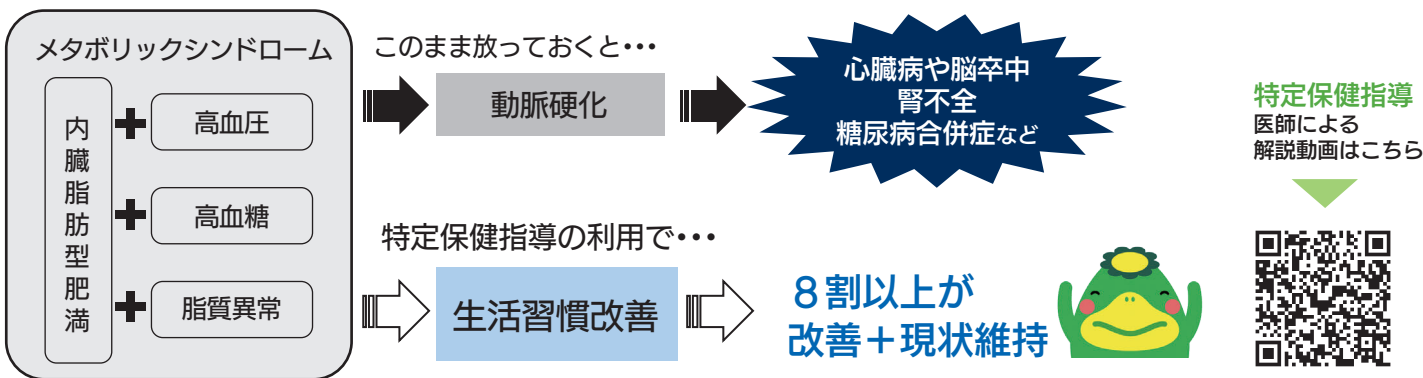 メタボリックシンドローム
内臓脂肪型肥満
+
高血圧
+
高血糖
+
脂質異常
このまま放っておくと・・・
動脈硬化
心臓病や脳卒中
腎不全
糖尿病合併症など
特定保健指導の利用で・・・
生活習慣改善
8割以上が
改善+現状維持
特定保健指導
医師による
解説動画はこちら